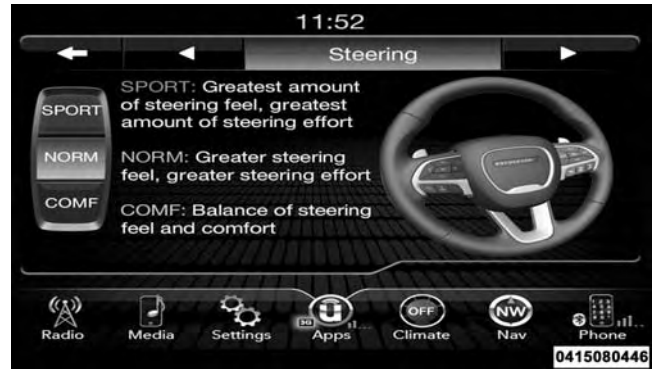 11:52
Steering
SPORT
NORM
COMF
SPORT: Greatest amount
of steering feel, greatest
amount of steering effort
NORM: Greater steering
feel, greater steering effort
COMF: Balance of steering
feel and comfort
Radio
Media
Settings
3G
Apps
OFF
Climate
NW
Nav
Phone
0415080446